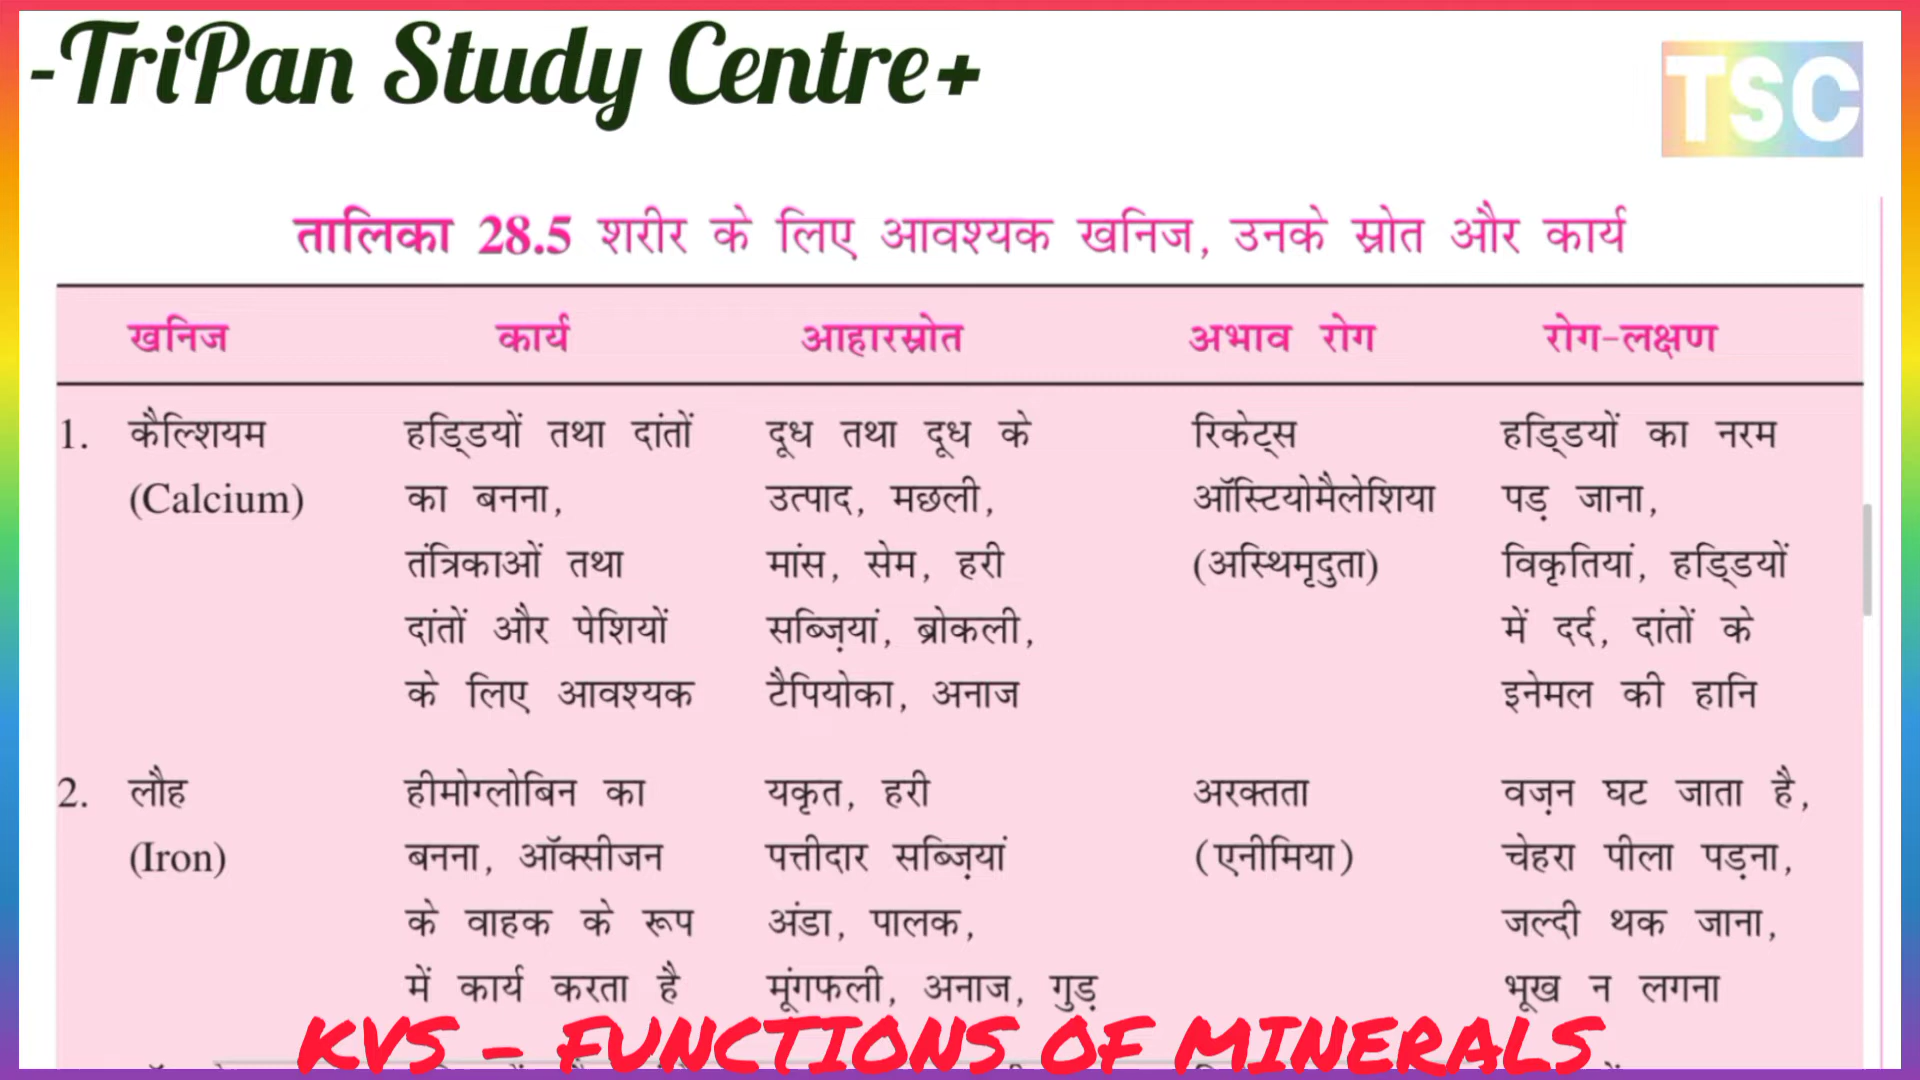 -TriPan Study Centre+
TSC
तालिका 28.5 शरीर के लिए आवश्यक खनिज, उनके स्रोत और कार्य
खनिज कार्य आहारस्रोत अभाव रोग रोग-लक्षण
1. कैल्शियम हड्डियों तथा दांतों दूध तथा दूध के रिकेट्स हड्डियों का नरम
(Calcium) का बनना, उत्पाद, मछली, ऑस्टियोमैलेशिया पड़ जाना,
तंत्रिकाओं तथा मांस, सेम, हरी (अस्थिमृदुता) विकृतियां, हड्डियों
दांतों और पेशियों सब्ज़ियां, ब्रोकली, में दर्द, दांतों के
के लिए आवश्यक टैपियोका, अनाज इनेमल की हानि
2. लौह हीमोग्लोबिन का यकृत, हरी अरक्तता वज़न घट जाता है,
(Iron) बनना, ऑक्सीजन पत्तीदार सब्ज़ियां (एनीमिया) चेहरा पीला पड़ना,
के वाहक के रूप अंडा, पालक, जल्दी थक जाना,
में कार्य करता है मूंगफली, अनाज, गुड़ भूख न लगना
KVS - FUNCTIONS OF MINERALS